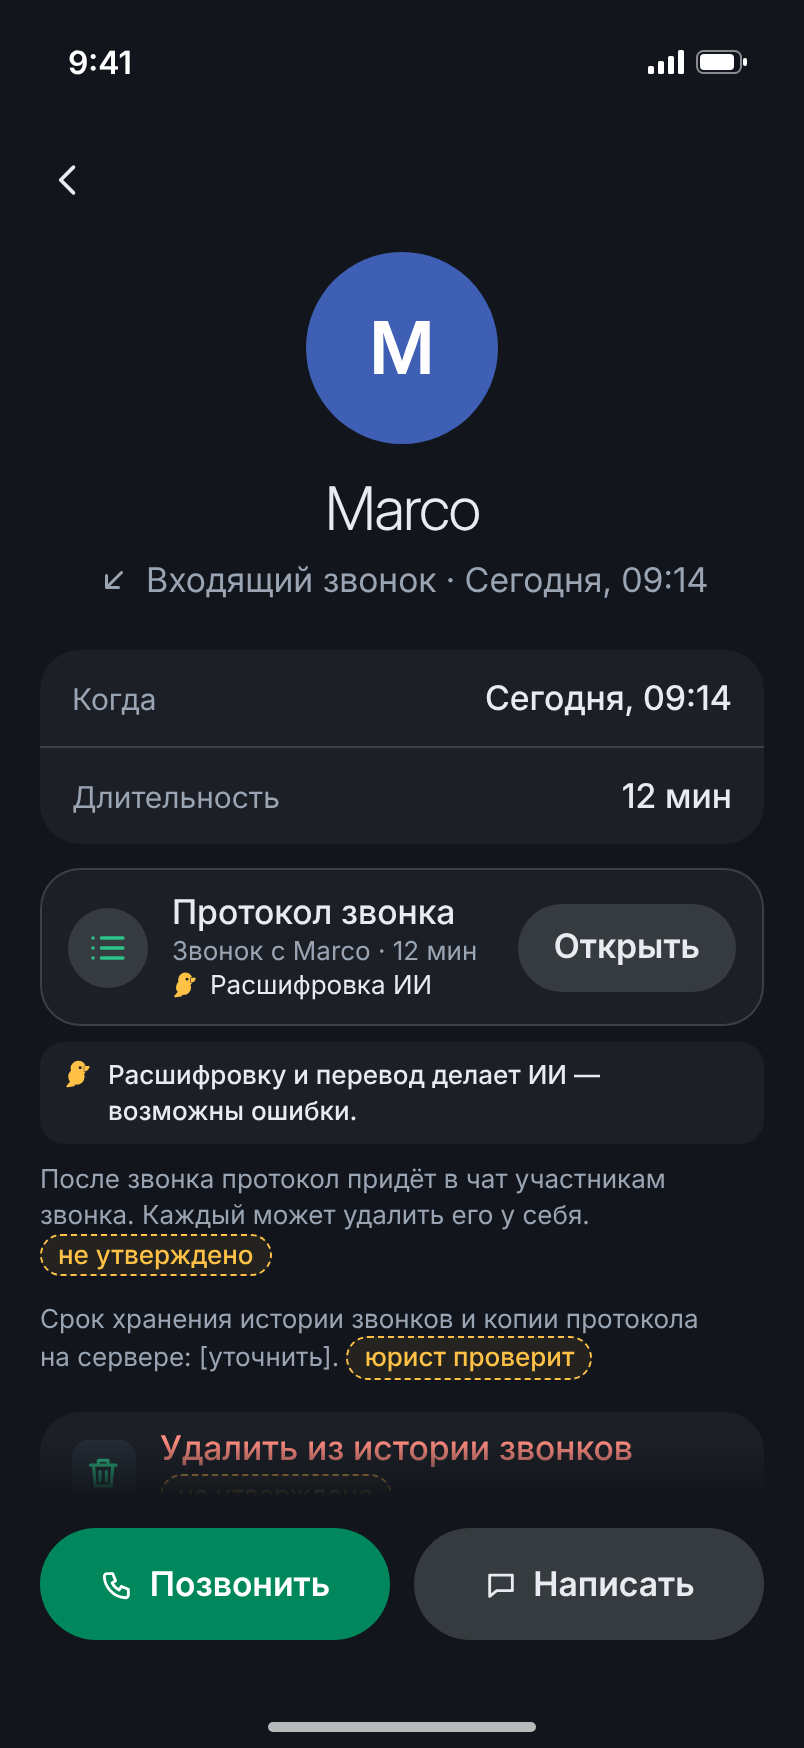 9:41
M
Marco
Входящий звонок · Сегодня, 09:14
Когда
Сегодня, 09:14
Длительность
12 мин
Протокол звонка
Звонок с Marco · 12 мин
Расшифровка ИИ
Открыть
Расшифровку и перевод делает ИИ —
возможны ошибки.
После звонка протокол придёт в чат участникам
звонка. Каждый может удалить его у себя.
не утверждено
Срок хранения истории звонков и копии протокола
на сервере: [уточнить]. юрист проверит
Удалить из истории звонков
Позвонить
Написать